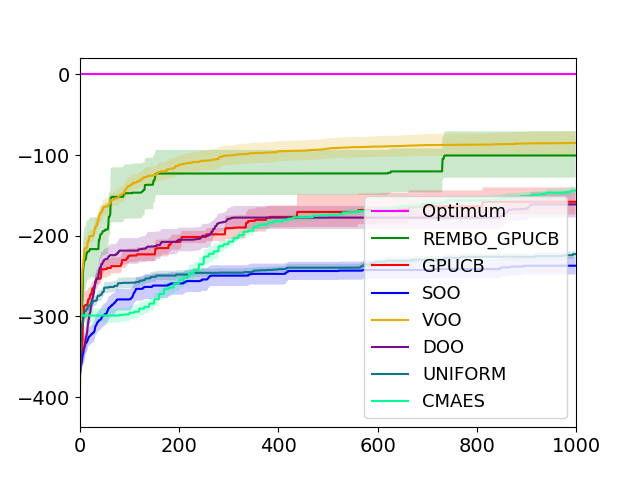 0
−100
−200
−300
−400
0
200
400
600
800
1000
Optimum
REMBO_GPUCB
GPUCB
SOO
VOO
DOO
UNIFORM
CMAES